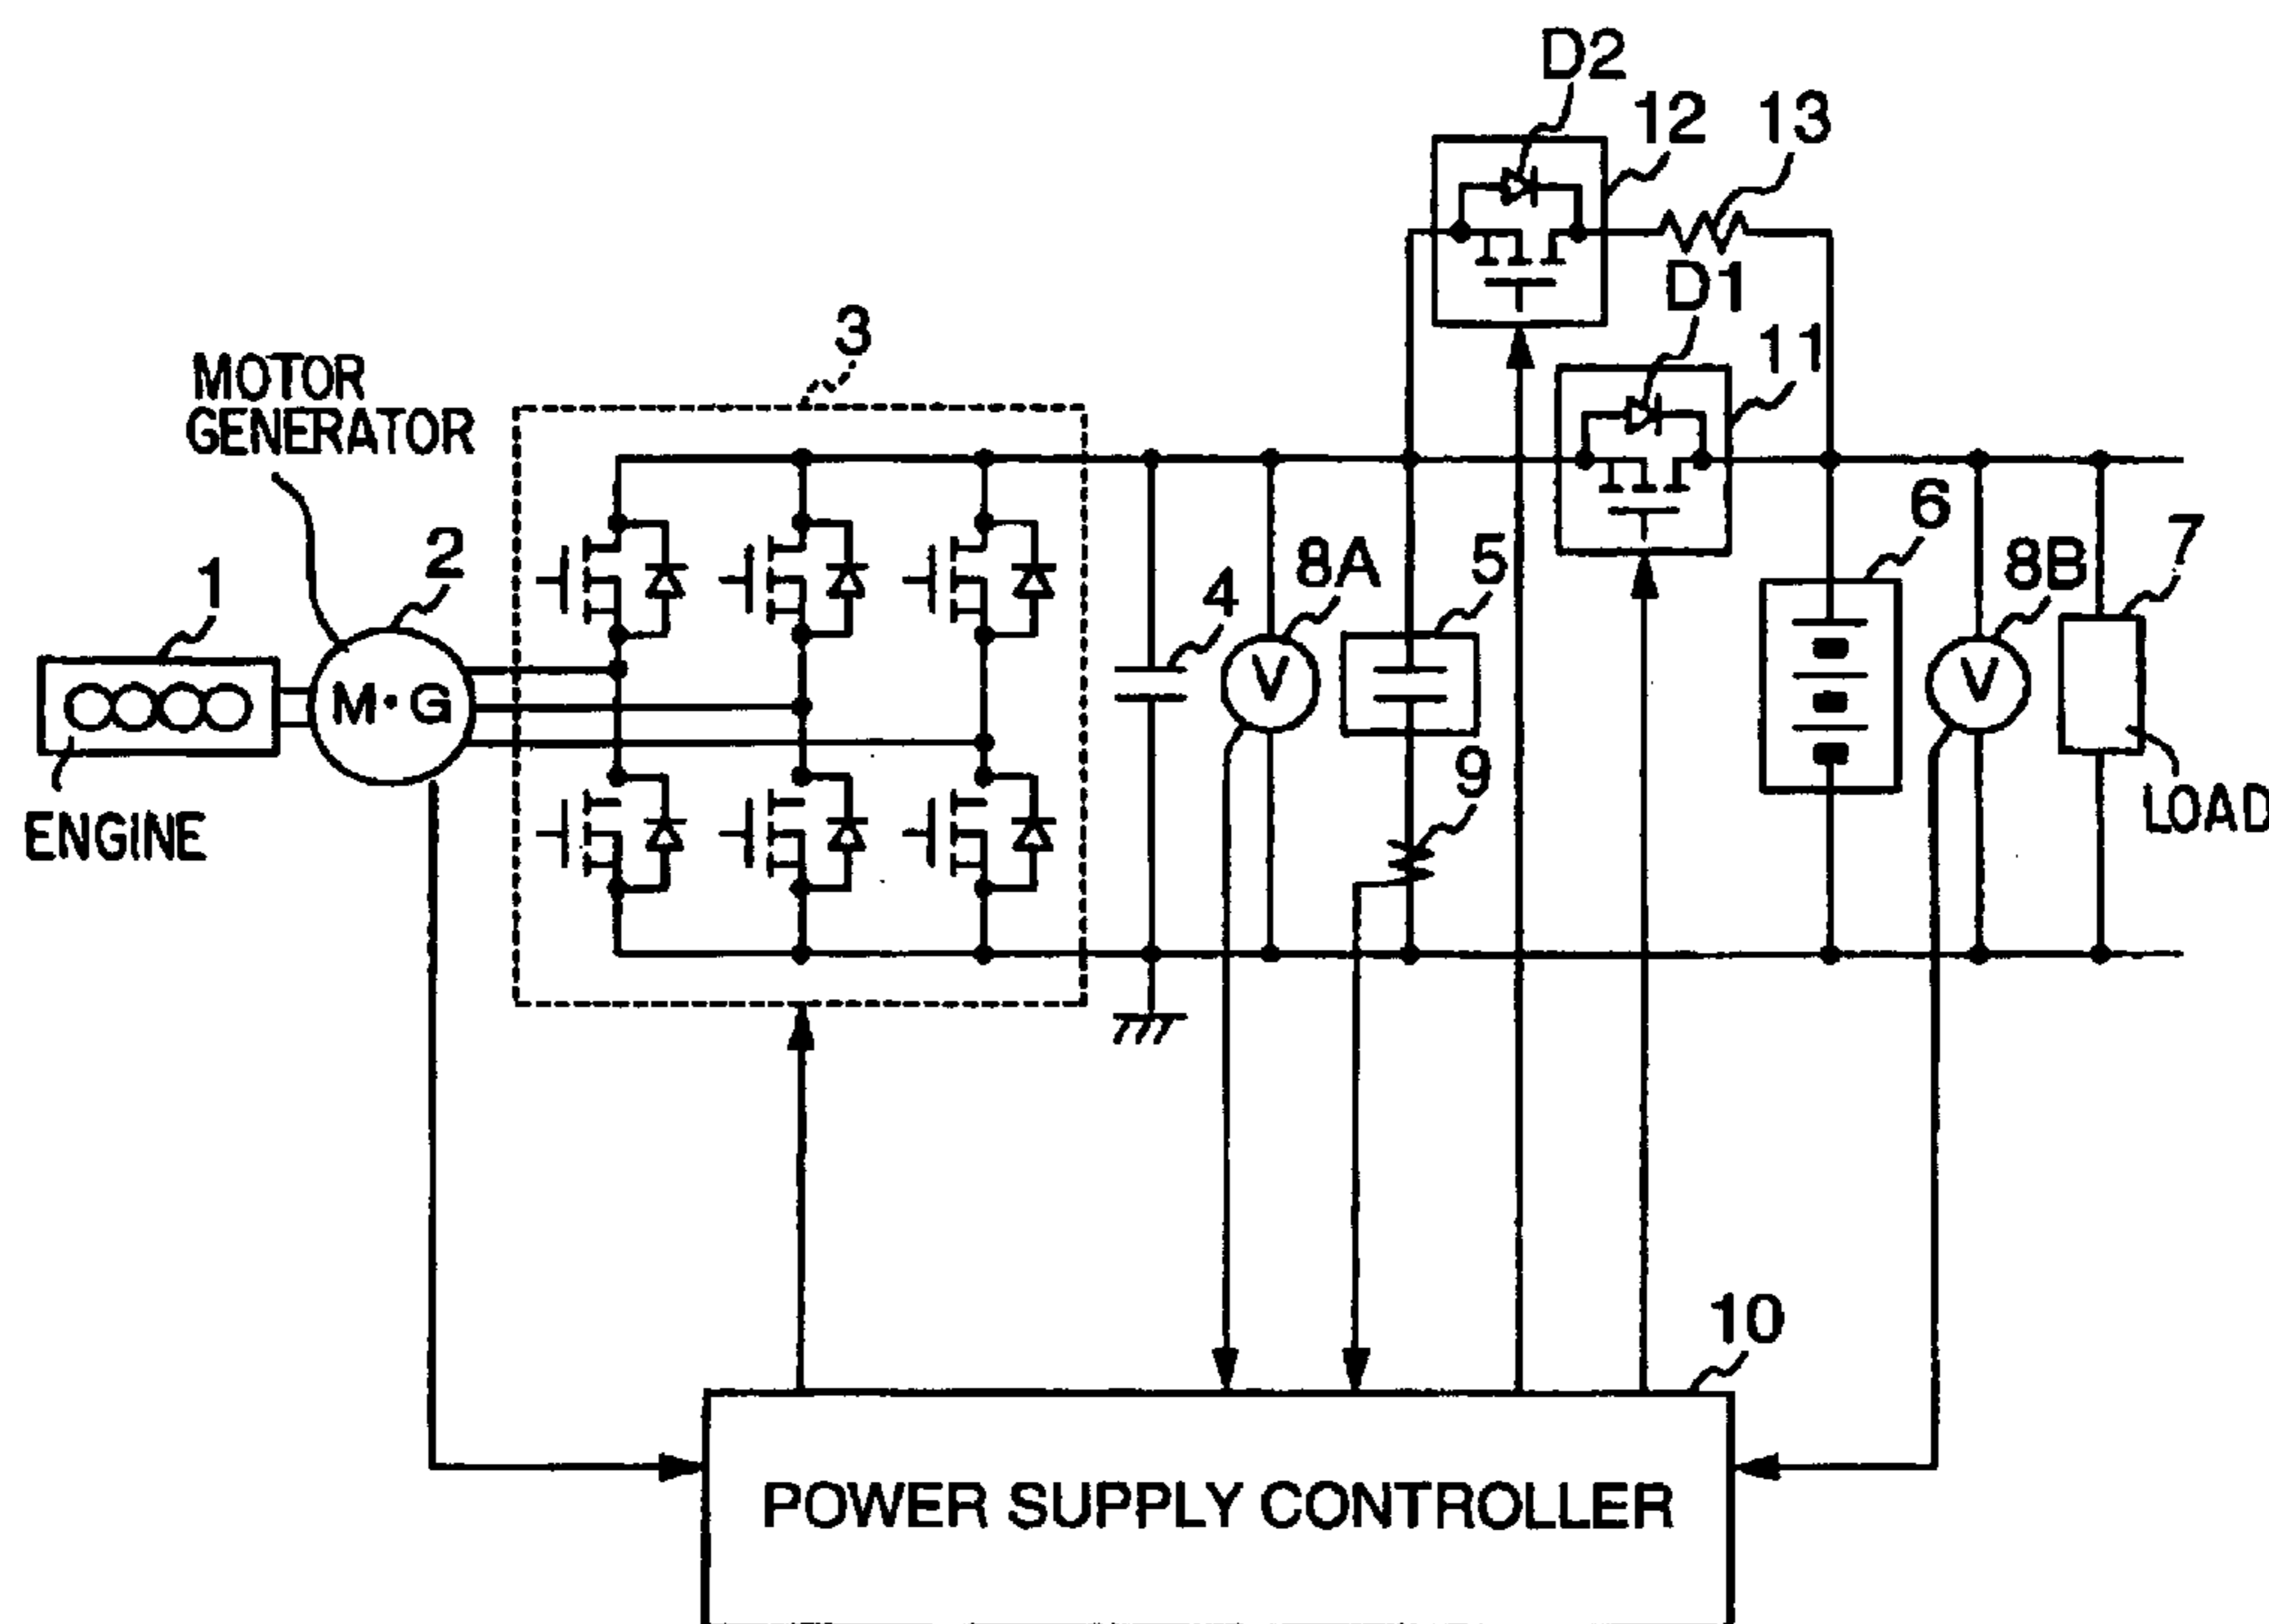 D2
12
13
D1
11
3
MOTOR
GENERATOR
6
7
2
8A
5
8B
1
4
V
V
M·G
9
LOAD
ENGINE
10
POWER SUPPLY CONTROLLER